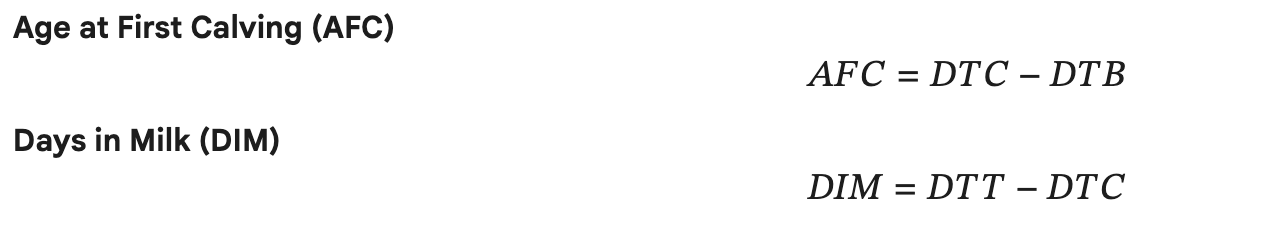 Age at First Calving (AFC)
AFC = DTC − DTB
Days in Milk (DIM)
DIM = DTT − DTC